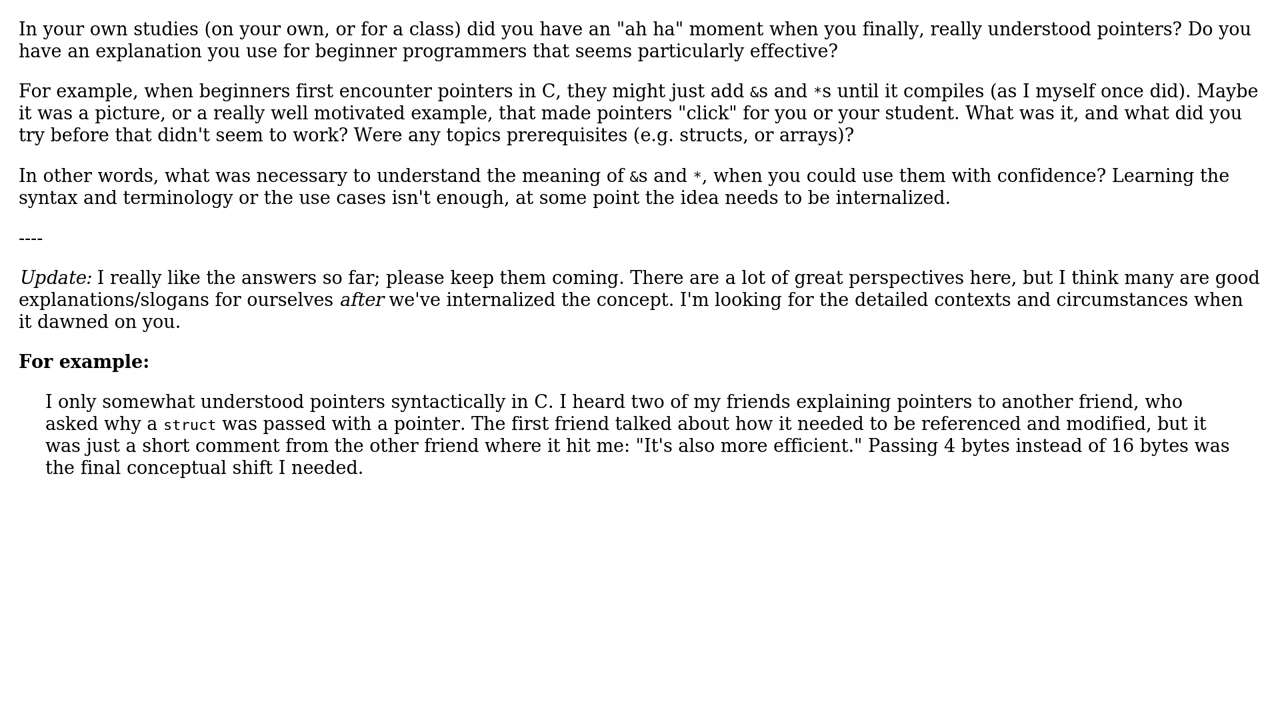 In your own studies (on your own, or for a class) did you have an "ah ha" moment when you finally, really understood pointers? Do you
have an explanation you use for beginner programmers that seems particularly effective?
For example, when beginners first encounter pointers in C, they might just add &s and *s until it compiles (as I myself once did). Maybe
it was a picture, or a really well motivated example, that made pointers "click" for you or your student. What was it, and what did you
try before that didn't seem to work? Were any topics prerequisites (e.g. structs, or arrays)?
In other words, what was necessary to understand the meaning of &s and *, when you could use them with confidence? Learning the
syntax and terminology or the use cases isn't enough, at some point the idea needs to be internalized.
----
Update: I really like the answers so far; please keep them coming. There are a lot of great perspectives here, but I think many are good
explanations/slogans for ourselves after we've internalized the concept. I'm looking for the detailed contexts and circumstances when
it dawned on you.
For example:
I only somewhat understood pointers syntactically in C. I heard two of my friends explaining pointers to another friend, who
asked why a struct was passed with a pointer. The first friend talked about how it needed to be referenced and modified, but it
was just a short comment from the other friend where it hit me: "It's also more efficient." Passing 4 bytes instead of 16 bytes was
the final conceptual shift I needed.